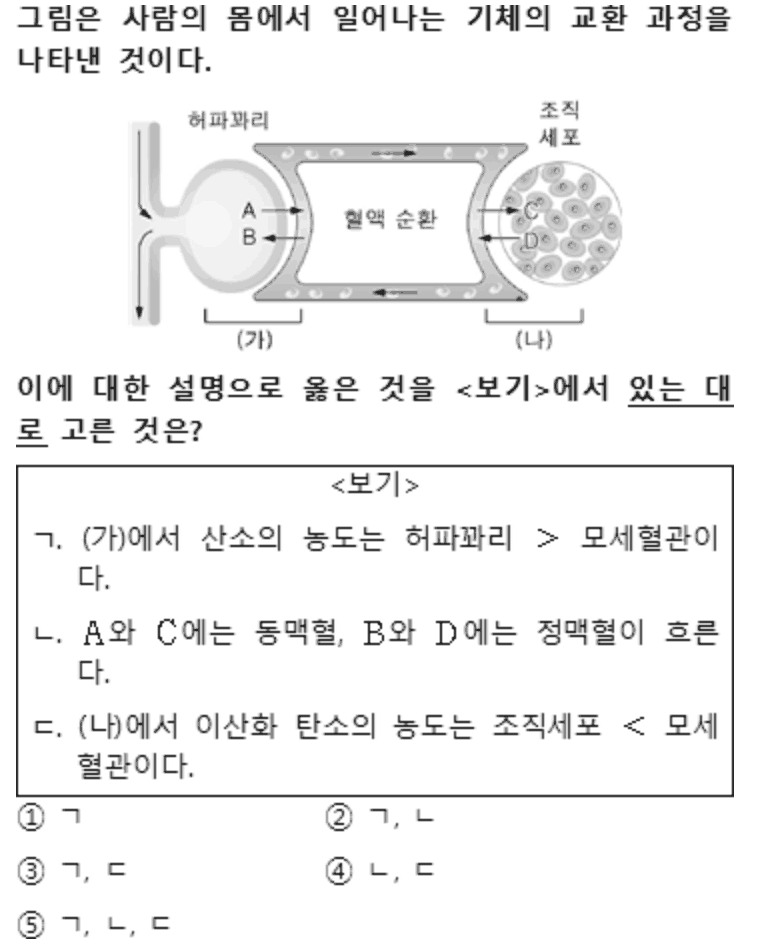 그림은 사람의 몸에서 일어나는 기체의 교환 과정을
나타낸 것이다.
허파꽈리
조직
세포
A
B
혈액 순환
C
D
(가)
(나)
이에 대한 설명으로 옳은 것을 <보기>에서 있는 대
로 고른 것은?
<보기>
ㄱ. (가)에서 산소의 농도는 허파꽈리 > 모세혈관이
다.
ㄴ. A와 C에는 동맥혈, B와 D에는 정맥혈이 흐른
다.
ㄷ. (나)에서 이산화 탄소의 농도는 조직세포 < 모세
혈관이다.
① ㄱ
② ㄱ, ㄴ
③ ㄱ, ㄷ
④ ㄴ, ㄷ
⑤ ㄱ, ㄴ, ㄷ